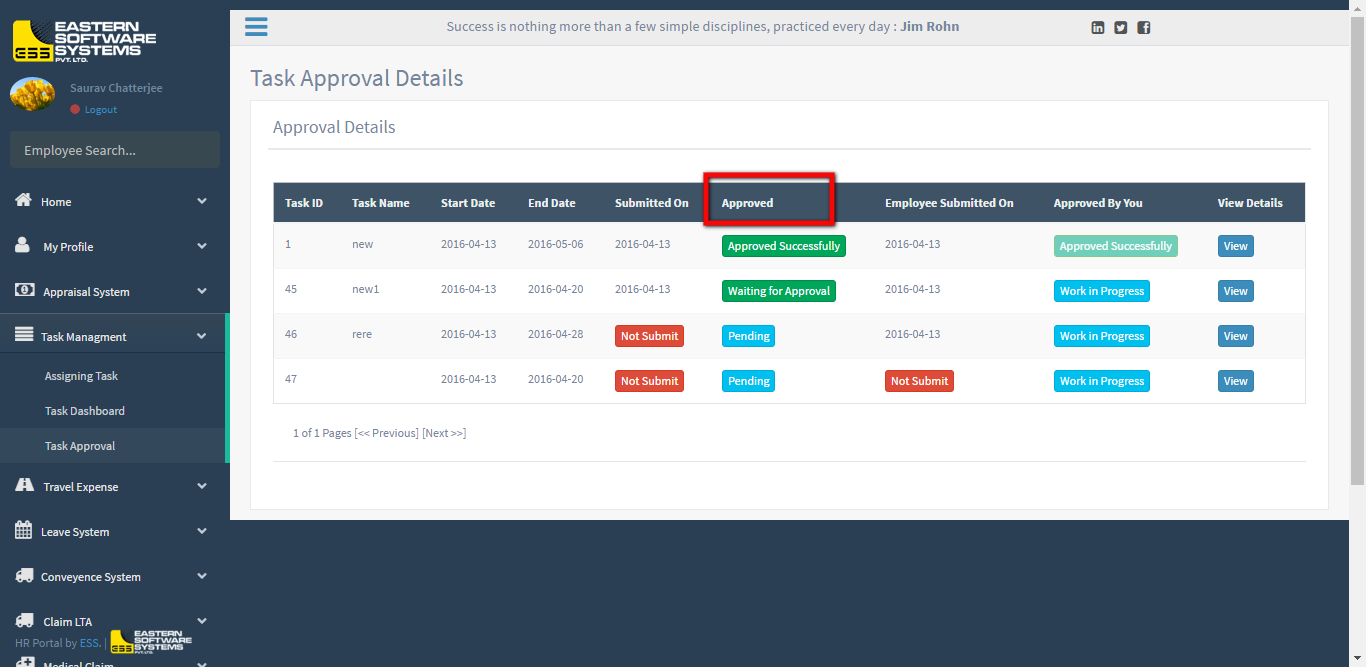 EASTERN
SOFTWARE
SYSTEMS
PVT. LTD.
ESS
Saurav Chatterjee
Logout
Employee Search...
Home
My Profile
Appraisal System
Task Managment
Assigning Task
Task Dashboard
Task Approval
Travel Expense
Leave System
Conveyence System
Claim LTA
HR Portal by ESS. |
EASTERN
SOFTWARE
SYSTEMS
PVT. LTD.
ESS
Medical Claim
Success is nothing more than a few simple disciplines, practiced every day : Jim Rohn
Task Approval Details
Approval Details
Task ID Task Name Start Date End Date Submitted On Approved Employee Submitted On Approved By You View Details
1 new 2016-04-13 2016-05-06 2016-04-13 Approved Successfully 2016-04-13 Approved Successfully View
45 new1 2016-04-13 2016-04-20 2016-04-13 Waiting for Approval 2016-04-13 Work in Progress View
46 rere 2016-04-13 2016-04-28 Not Submit Pending 2016-04-13 Work in Progress View
47 2016-04-13 2016-04-20 Not Submit Pending Not Submit Work in Progress View
1 of 1 Pages [<< Previous] [Next >>]